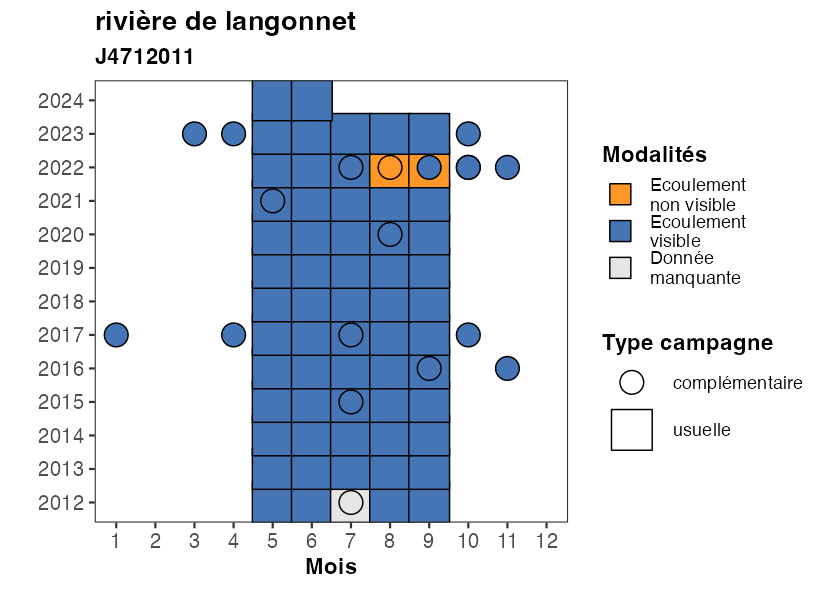 rivière de langonnet
J4712011
2024
2023
2022
2021
2020
2019
2018
2017
2016
2015
2014
2013
2012
1 2 3 4 5 6 7 8 9 10 11 12
Mois
Modalités
Ecoulement
non visible
Ecoulement
visible
Donnée
manquante
Type campagne
complémentaire
usuelle